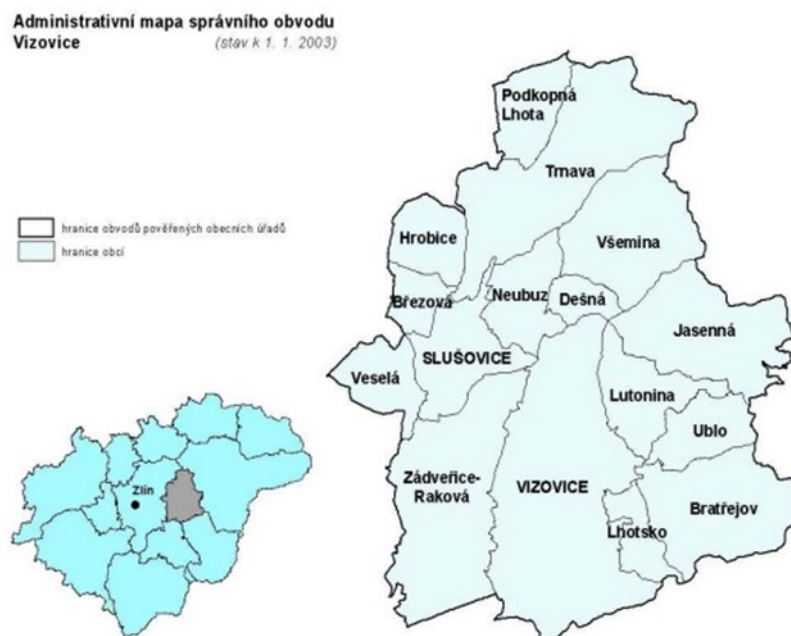 Administrativní mapa správního obvodu
Vizovice (stav k 1. 1. 2003)
hranice obvodů pověřených obecních úřadů
hranice obcí
Podkopná
Lhota
Trnava
Hrobice
Všemina
Březová
Neubuz
Dešná
Jasenná
SLUŠOVICE
Veselá
Lutonina
Ublo
Zádveřice-
Raková
VIZOVICE
Bratřejov
Lhotsko
Zlín